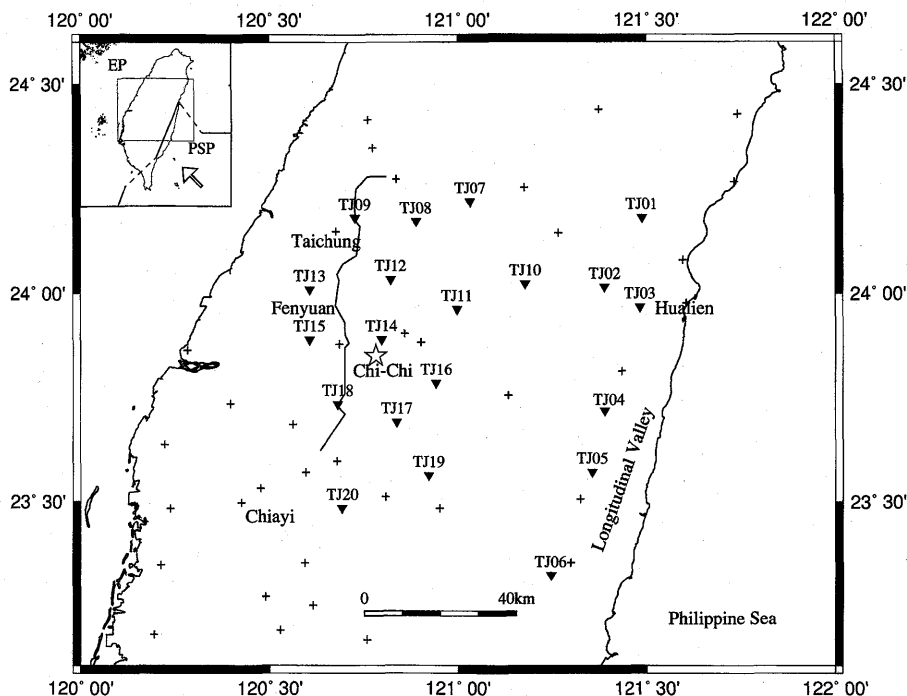 120° 00'
120° 30'
121° 00'
121° 30'
122° 00'
EP
PSP
24° 30'
24° 30'
TJ07
TJ01
TJ09
TJ08
Taichung
TJ12
TJ10
TJ02
TJ13
24° 00'
TJ11
TJ03
24° 00'
Fenyuan
Hualien
TJ15
TJ14
Chi-Chi
TJ16
TJ18
TJ04
TJ17
Longitudinal Valley
TJ19
TJ05
23° 30'
TJ20
23° 30'
Chiayi
TJ06+
0
40km
Philippine Sea
120° 00'
120° 30'
121° 00'
121° 30'
122° 00'